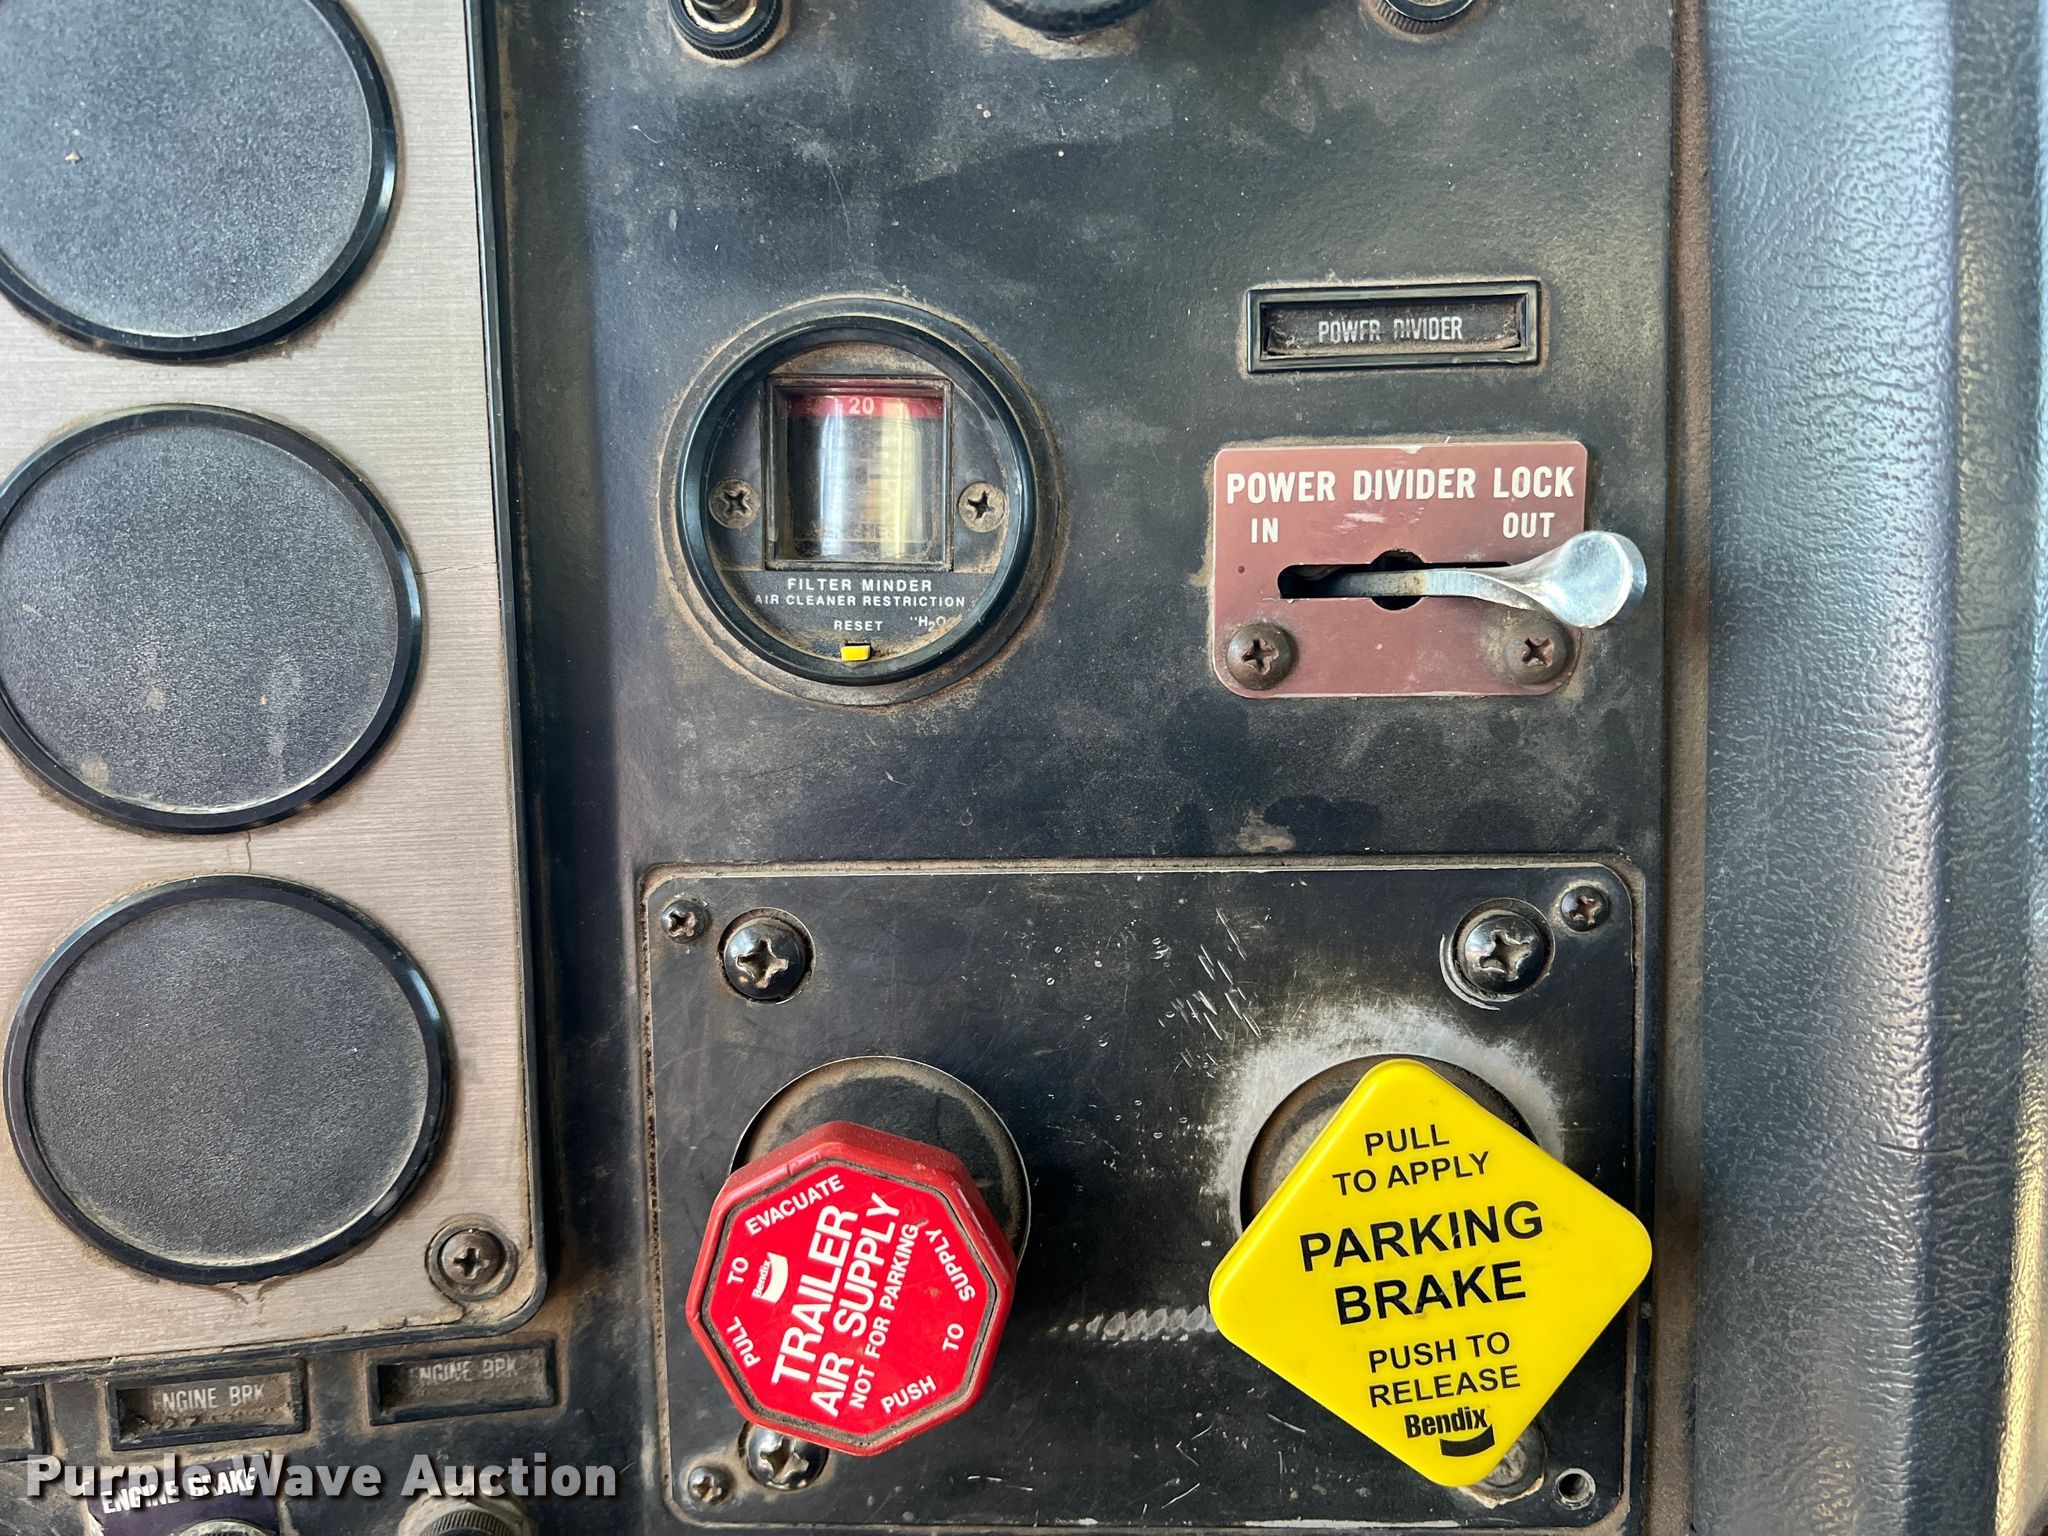 20
POWER DIVIDER
POWER DIVIDER LOCK
IN OUT
FILTER MINDER
AIR CLEANER RESTRICTION
RESET "H2O
PULL TO EVACUATE
Bendix
TRAILER
AIR SUPPLY
NOT FOR PARKING
PUSH TO SUPPLY
PULL
TO APPLY
PARKING
BRAKE
PUSH TO
RELEASE
Bendix
ENGINE BRK
ENGINE BRK
ENGINE BRAKE
Purple Wave Auction